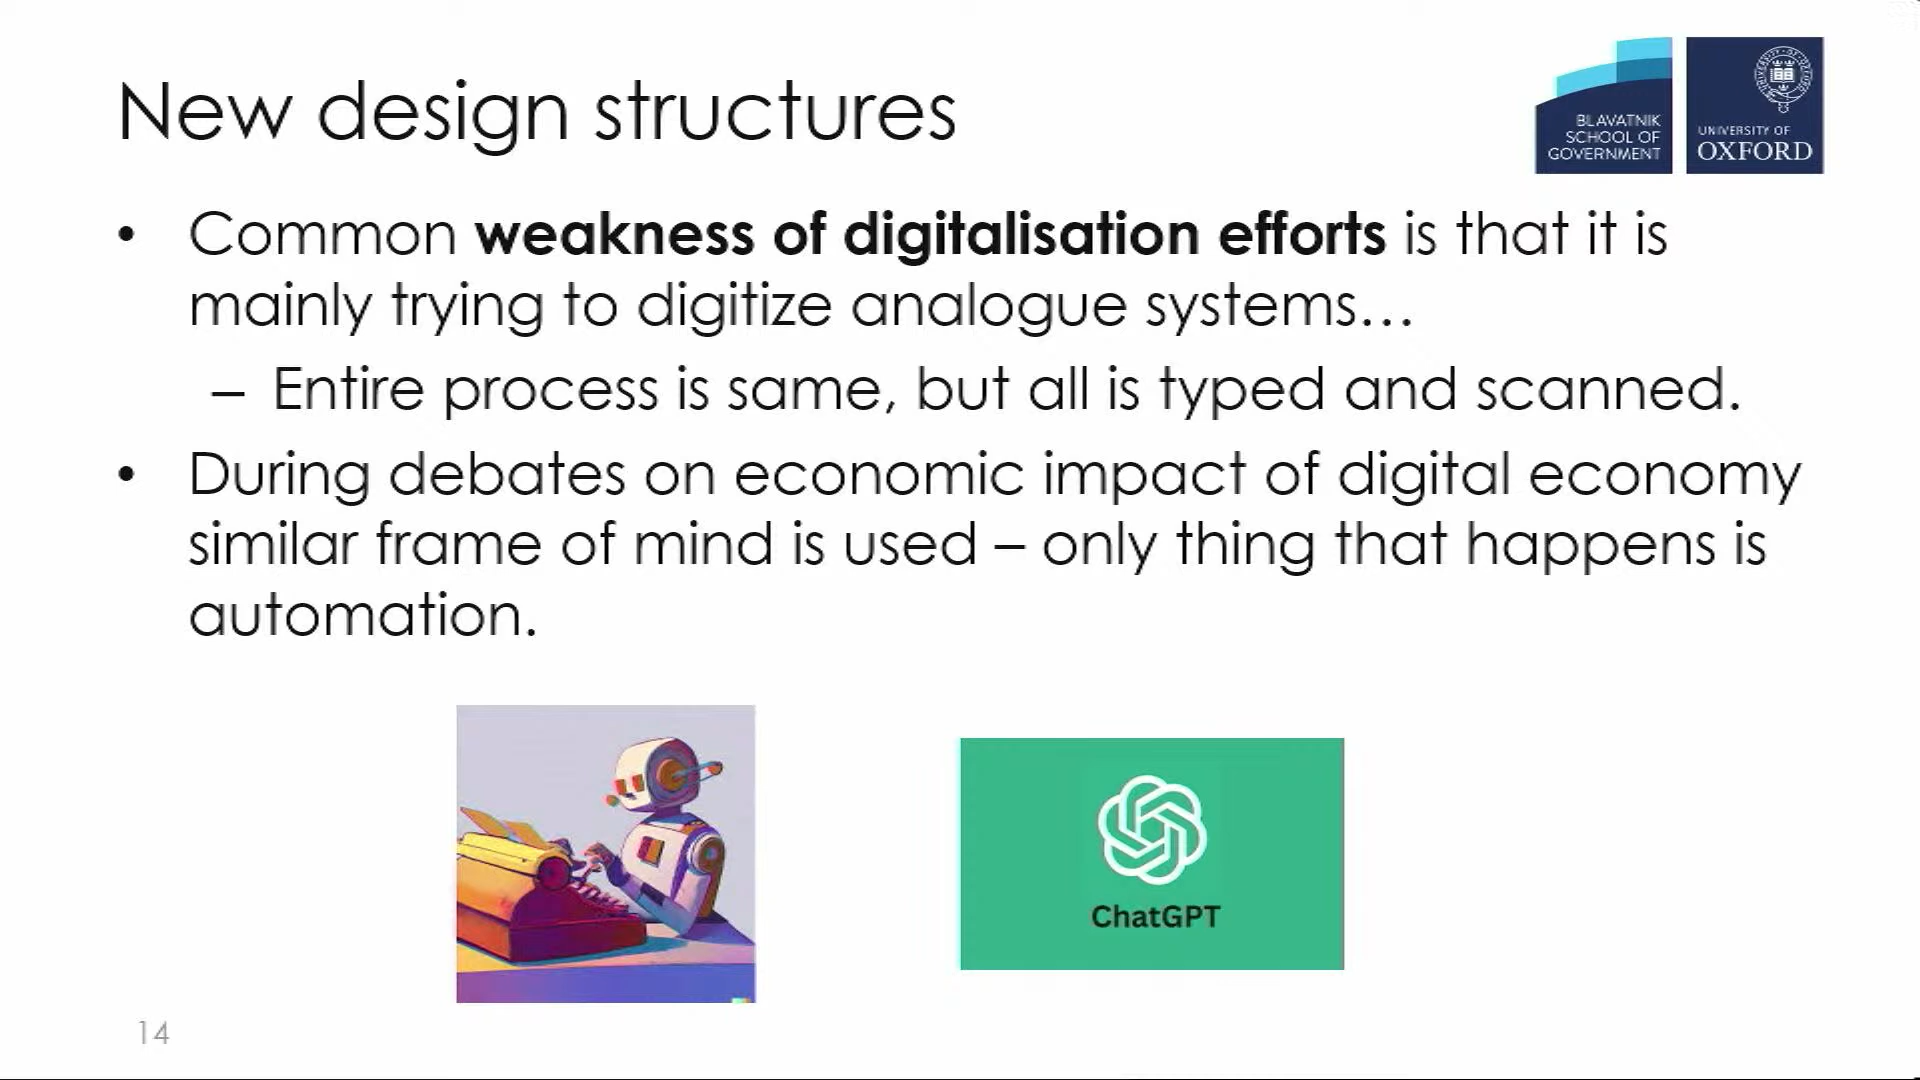 New design structures
BLAVATNIK
SCHOOL OF
GOVERNMENT
UNIVERSITY OF
OXFORD
• Common weakness of digitalisation efforts is that it is
mainly trying to digitize analogue systems…
– Entire process is same, but all is typed and scanned.
• During debates on economic impact of digital economy
similar frame of mind is used – only thing that happens is
automation.
ChatGPT
14